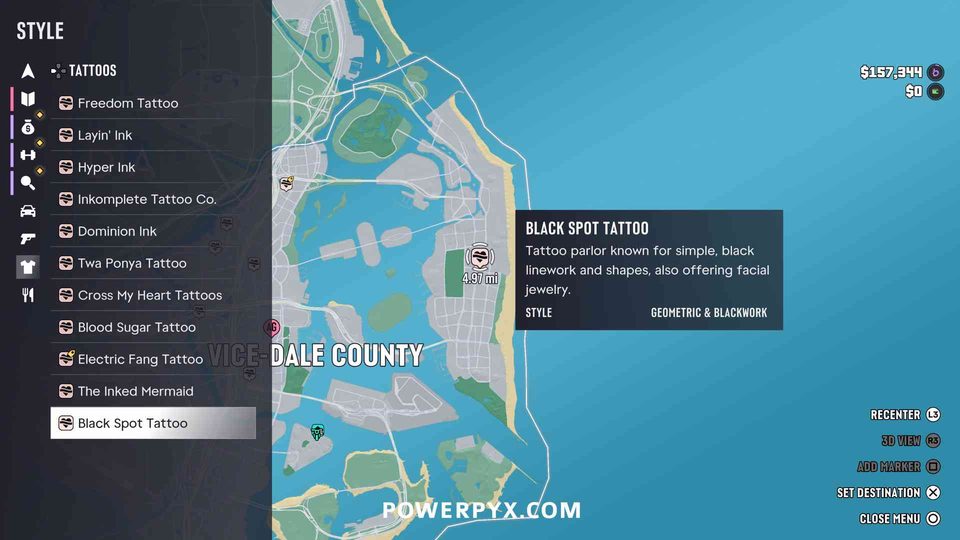 STYLE
TATTOOS
Freedom Tattoo
Layin' Ink
Hyper Ink
Inkomplete Tattoo Co.
Dominion Ink
Twa Ponya Tattoo
Cross My Heart Tattoos
Blood Sugar Tattoo
Electric Fang Tattoo
The Inked Mermaid
Black Spot Tattoo
AG
VICE-DALE COUNTY
4.97 mi
BLACK SPOT TATTOO
Tattoo parlor known for simple, black
linework and shapes, also offering facial
jewelry.
STYLE GEOMETRIC & BLACKWORK
$157,344
$0
RECENTER L3
3D VIEW R3
ADD MARKER
SET DESTINATION
CLOSE MENU
POWERPYX.COM